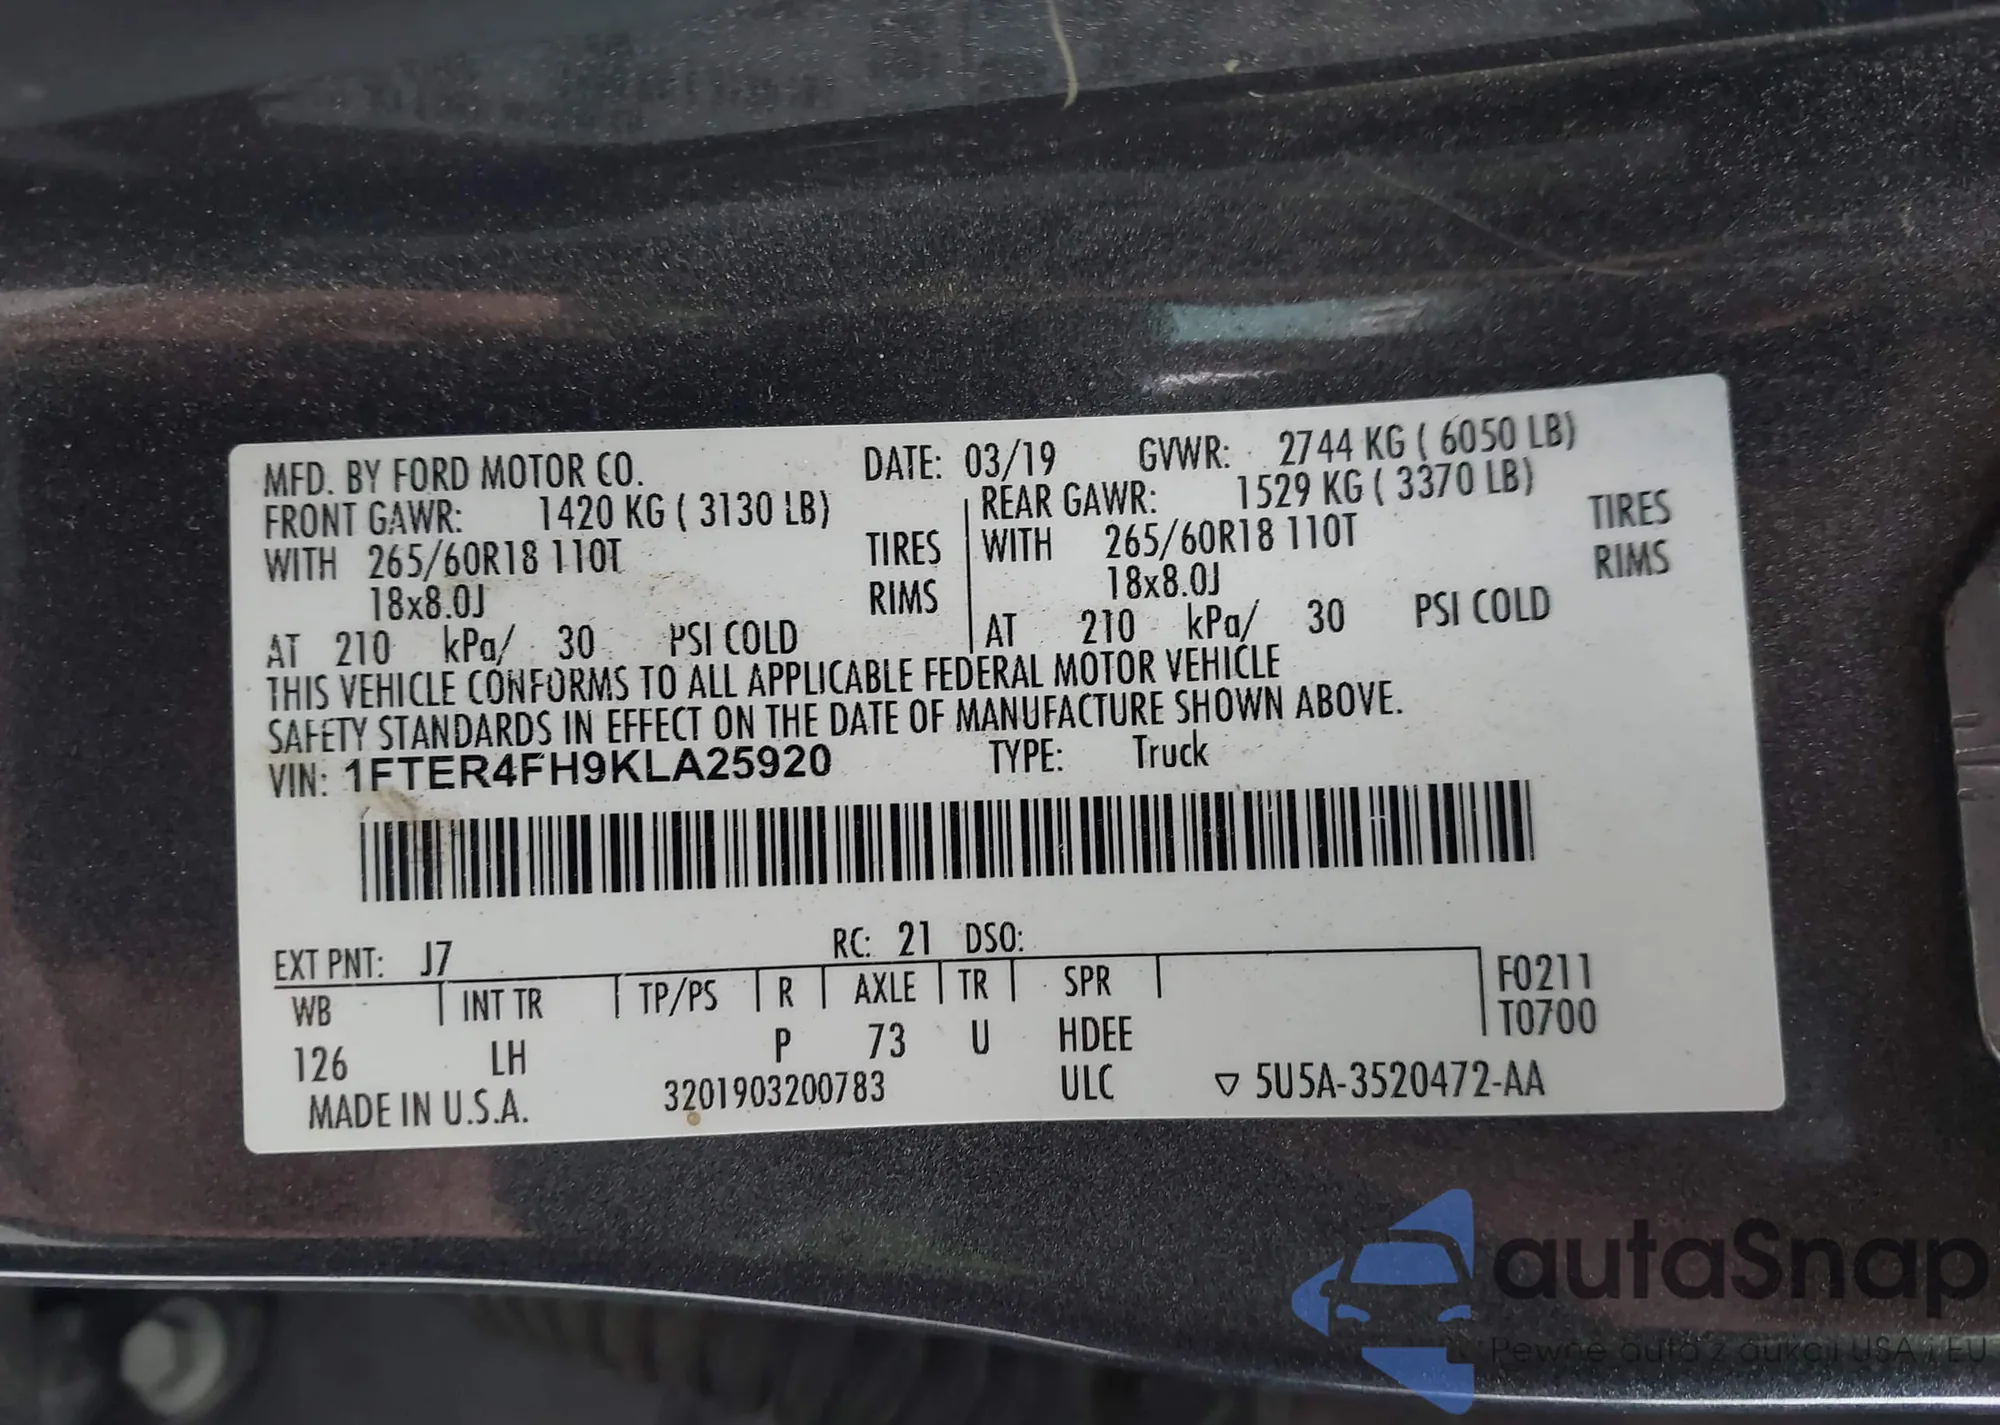 MFD. BY FORD MOTOR CO. DATE: 03/19 GVWR: 2744 KG ( 6050 LB)
FRONT GAWR: 1420 KG ( 3130 LB) REAR GAWR: 1529 KG ( 3370 LB)
WITH 265/60R18 110T TIRES WITH 265/60R18 110T TIRES
18x8.0J RIMS 18x8.0J RIMS
AT 210 kPa/ 30 PSI COLD AT 210 kPa/ 30 PSI COLD
THIS VEHICLE CONFORMS TO ALL APPLICABLE FEDERAL MOTOR VEHICLE
SAFETY STANDARDS IN EFFECT ON THE DATE OF MANUFACTURE SHOWN ABOVE.
VIN: 1FTER4FH9KLA25920 TYPE: Truck
EXT PNT: J7 RC: 21 DSO:
WB INT TR TP/PS R AXLE TR SPR F0211
T0700
126 LH P 73 U HDEE
MADE IN U.S.A. 3201903200783 ULC ▽ 5U5A-3520472-AA
autaSnap
Pewne auta z aukcji USA i EU